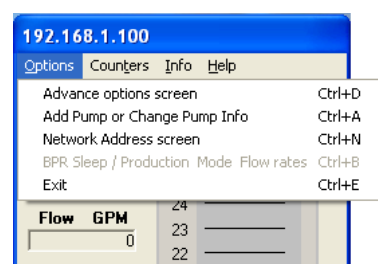 192.168.1.100
Options Counters Info Help
Advance options screen Ctrl+D
Add Pump or Change Pump Info Ctrl+A
Network Address screen Ctrl+N
BPR Sleep / Production Mode Flow rates Ctrl+B
Exit Ctrl+E
24
Flow GPM
23
0
22